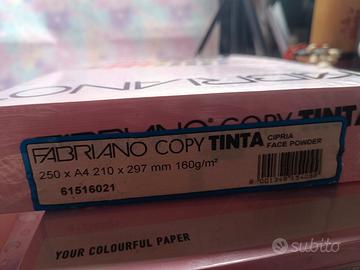 FABRIANO
FABRIANO COPY TINTA
FABRIANO COPY TINTA CIPRIA
FACE POWDER
250 x A4 210 x 297 mm 160g/m²
61516021
YOUR COLOURFUL PAPER
subito